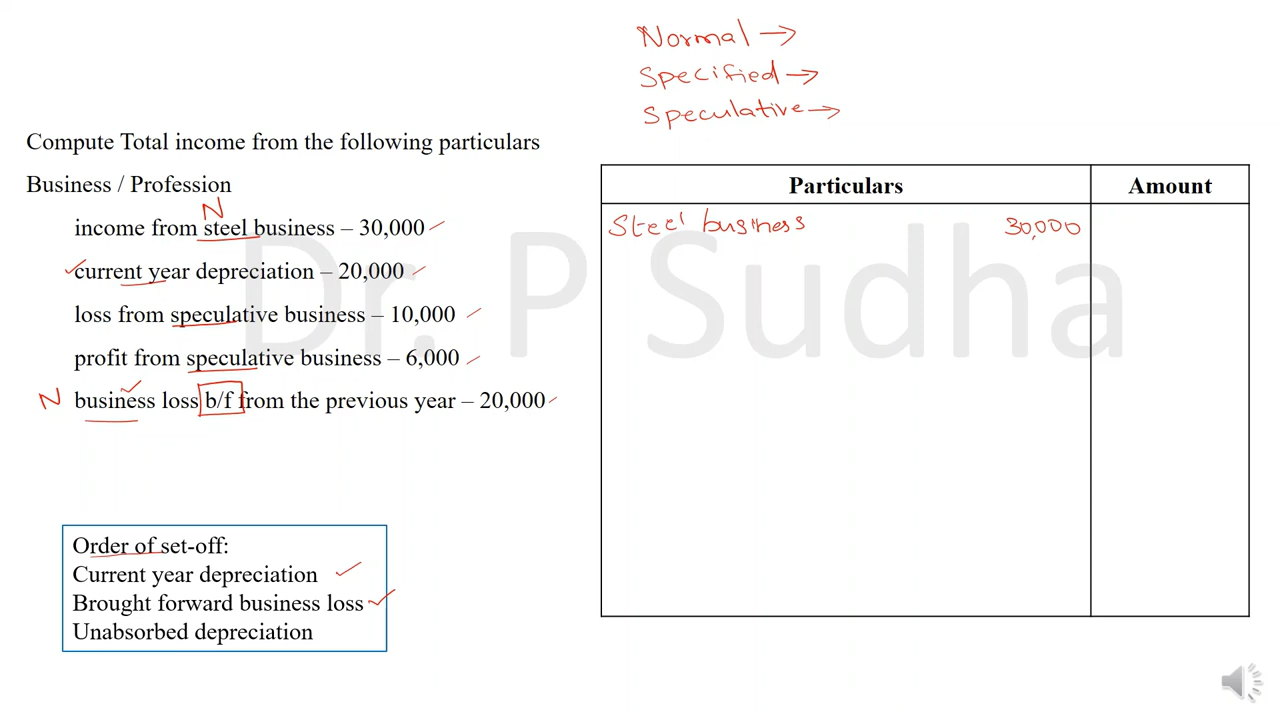 Normal →
Specified →
Speculative →
Compute Total income from the following particulars
Business / Profession
N
income from steel business – 30,000
current year depreciation – 20,000
loss from speculative business – 10,000
profit from speculative business – 6,000
N business loss b/f from the previous year – 20,000
Order of set-off:
Current year depreciation
Brought forward business loss
Unabsorbed depreciation
Particulars Amount
Steel business 30,000
Dr. P Sudha